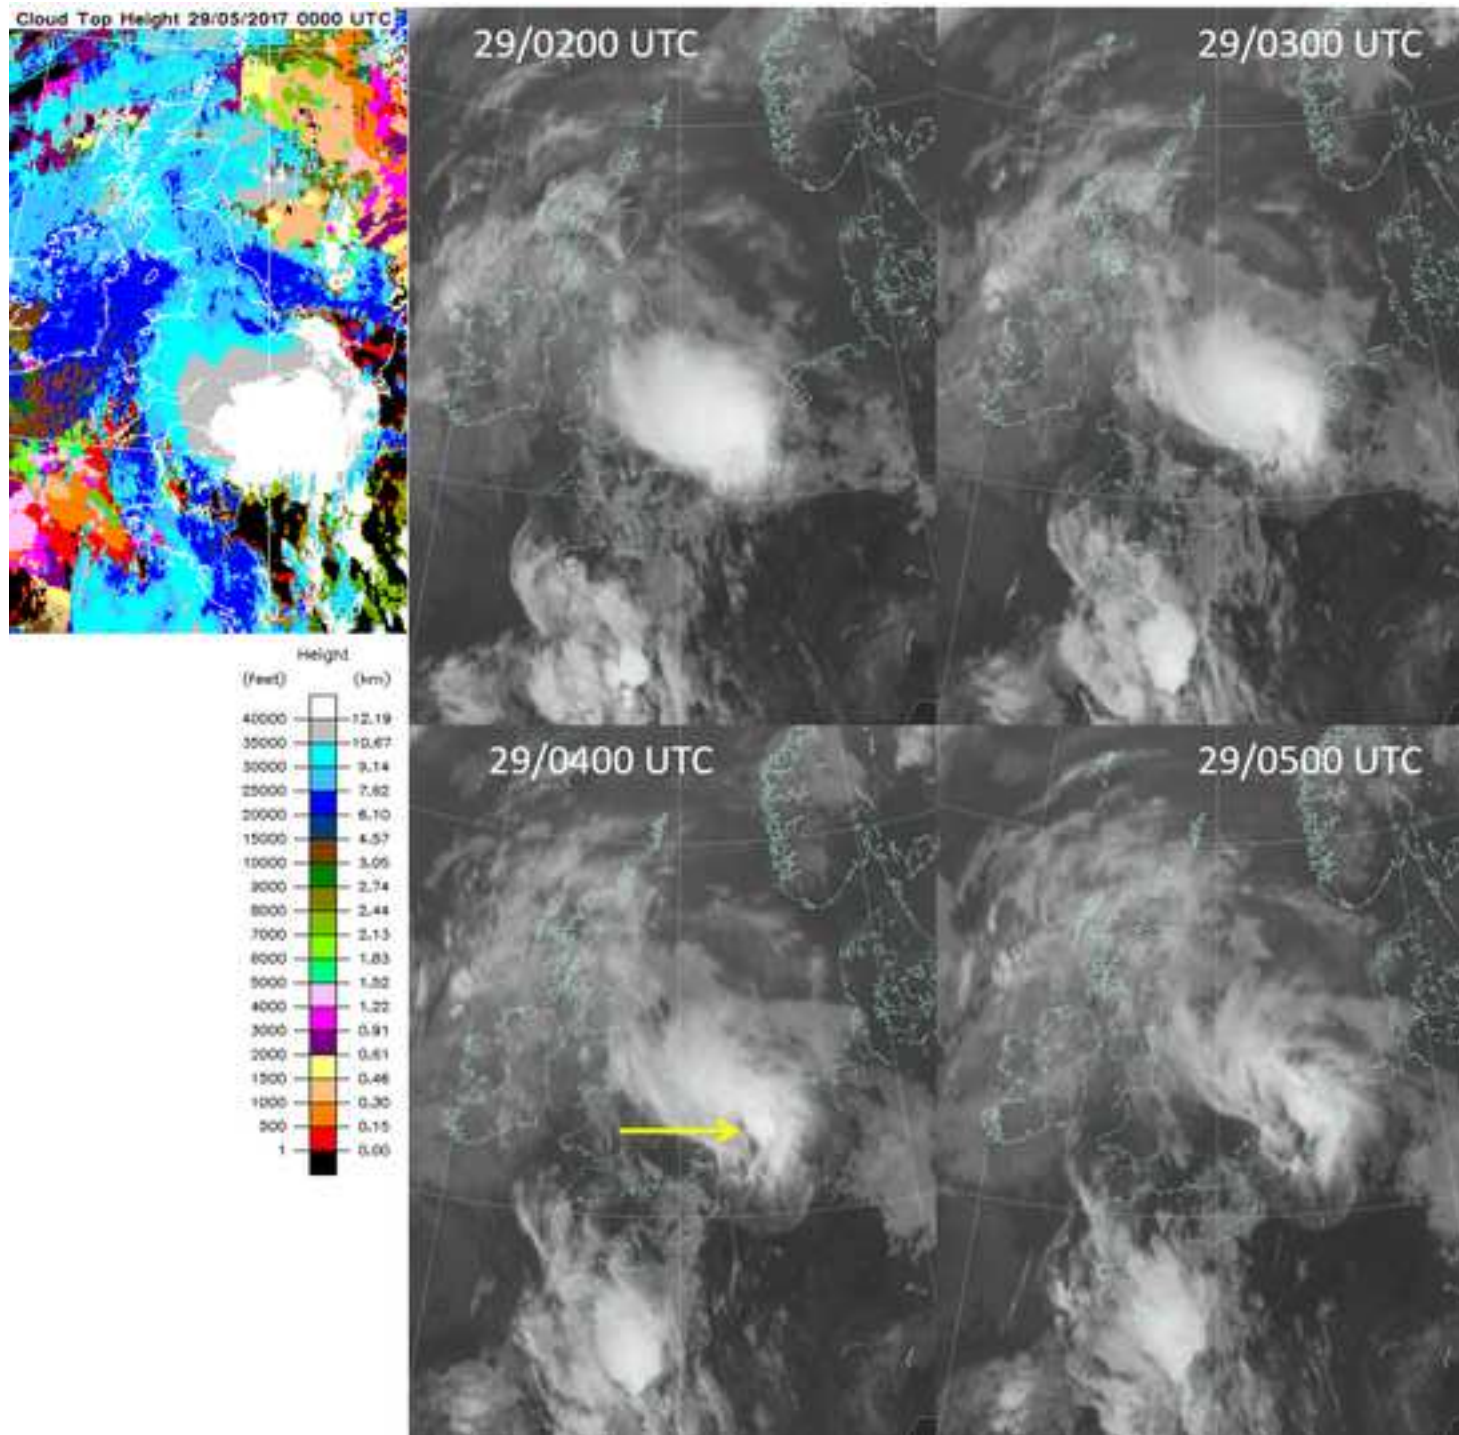 Cloud Top Height 29/05/2017 0000 UTC
29/0200 UTC
29/0300 UTC
Height
(feet) (km)
40000 12.19
35000 10.67
30000 9.14
25000 7.62
20000 6.10
15000 4.57
10000 3.05
9000 2.74
8000 2.44
7000 2.13
6000 1.83
5000 1.52
4000 1.22
3000 0.91
2000 0.61
1500 0.46
1000 0.30
500 0.15
1 0.00
29/0400 UTC
29/0500 UTC